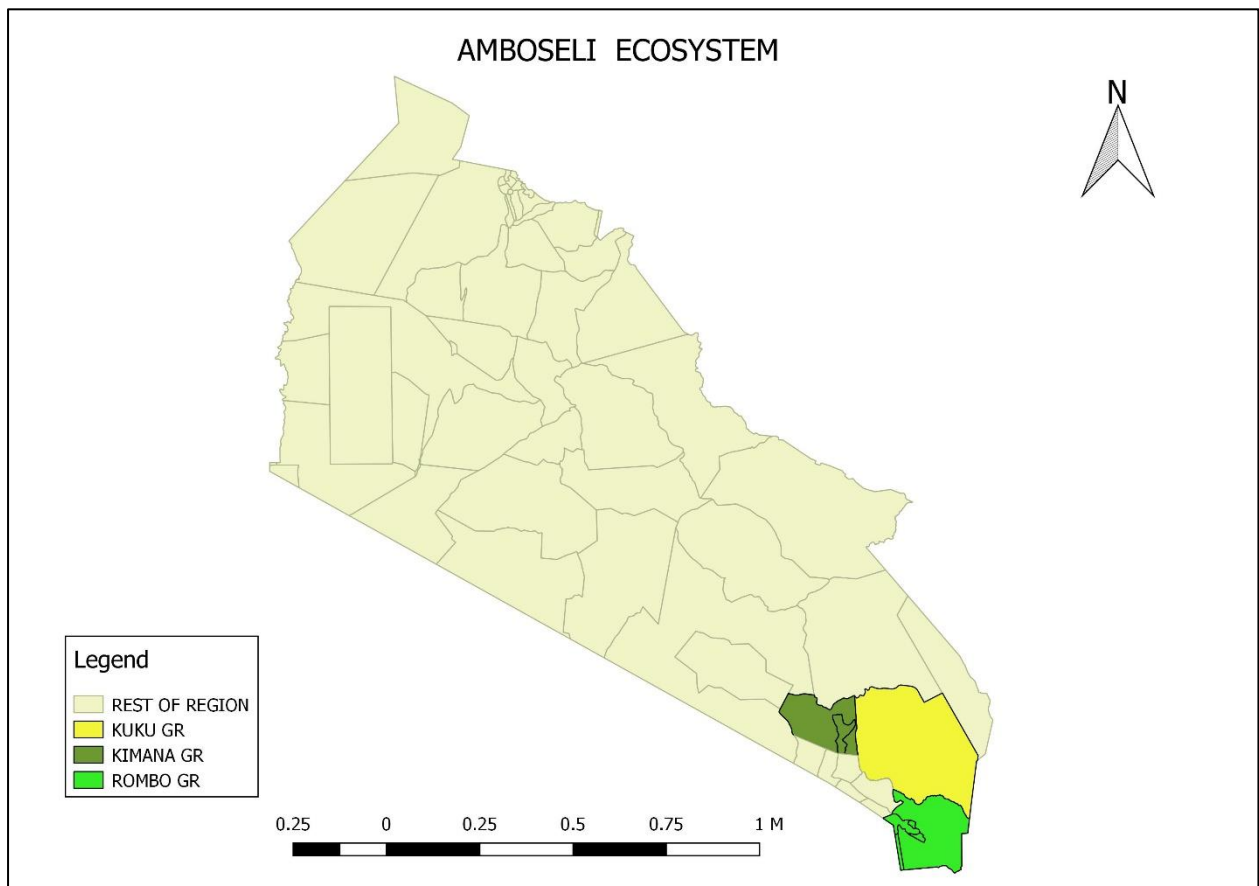 AMBOSELI ECOSYSTEM
N
Legend
REST OF REGION
KUKU GR
KIMANA GR
ROMBO GR
0.25 0 0.25 0.5 0.75 1 M